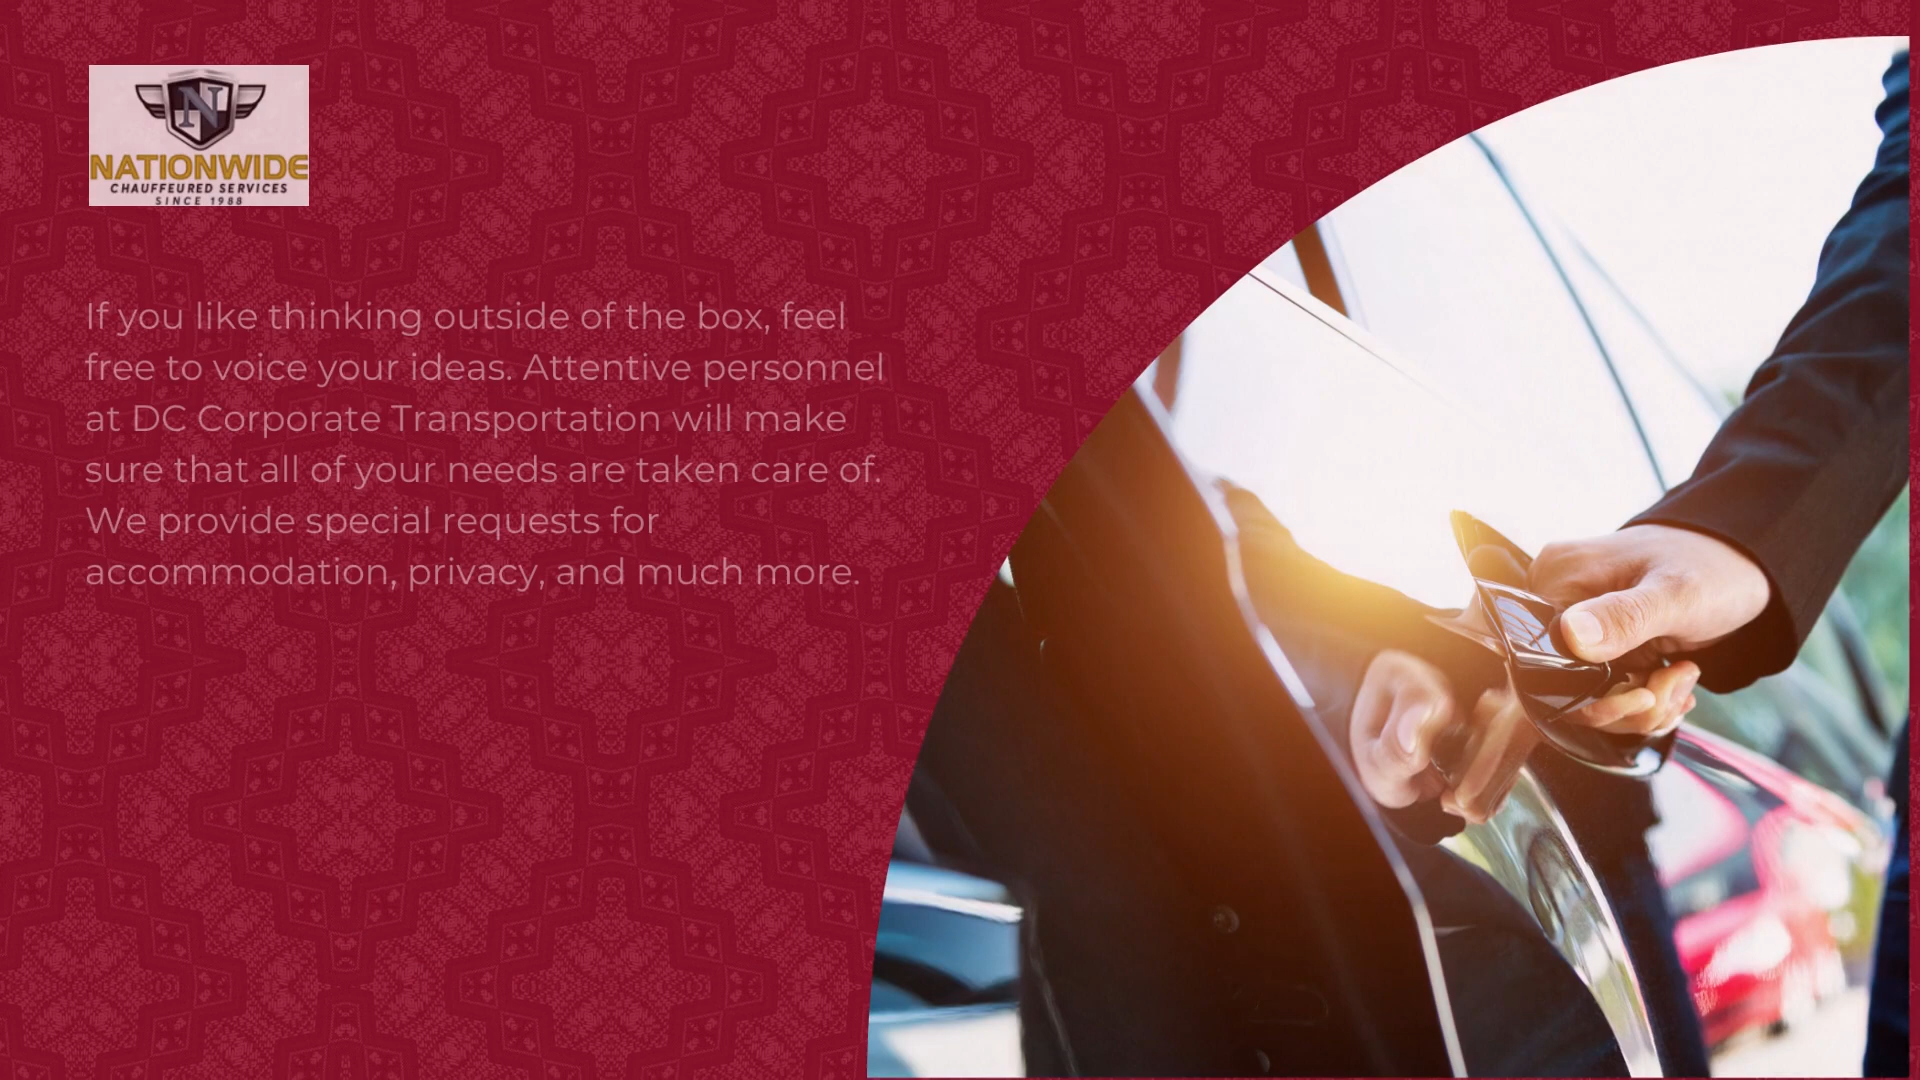 N
NATIONWIDE
CHAUFFEURED SERVICES
SINCE 1988
If you like thinking outside of the box, feel
free to voice your ideas. Attentive personnel
at DC Corporate Transportation will make
sure that all of your needs are taken care of.
We provide special requests for
accommodation, privacy, and much more.